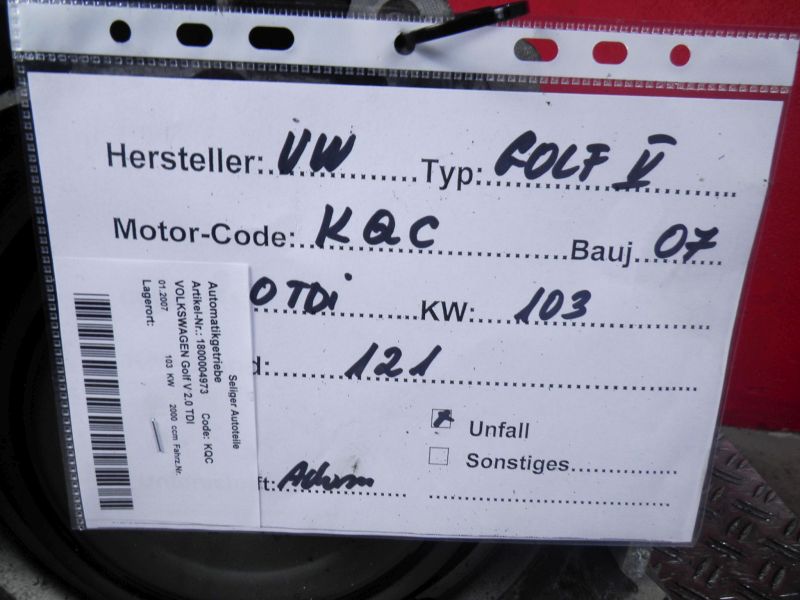 Hersteller: VW Typ: GOLF V
Motor-Code: KQC Bauj. 07
0 TDi KW: 103
d: 121
Unfall
Sonstiges
ft:
Seliger Autoteile
Automatikgetriebe
Artikel-Nr.: 1800004973 Code: KQC
VOLKSWAGEN Golf V 2.0 TDI
01.2007 103 KW 2000 ccm Fahrz.Nr.
Lagerort: